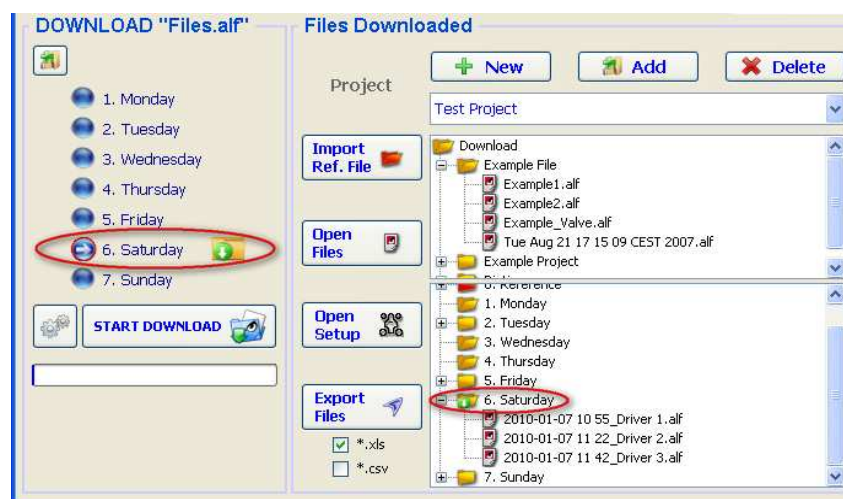 DOWNLOAD "Files.alf"
1. Monday
2. Tuesday
3. Wednesday
4. Thursday
5. Friday
6. Saturday
7. Sunday
START DOWNLOAD
Files Downloaded
Project
New
Add
Delete
Test Project
Import
Ref. File
Open
Files
Open
Setup
Export
Files
*.xls
*.csv
Download
Example File
Example1.alf
Example2.alf
Example_Valve.alf
Tue Aug 21 17 15 09 CEST 2007.alf
Example Project
1. Monday
2. Tuesday
3. Wednesday
4. Thursday
5. Friday
6. Saturday
2010-01-07 10 55_Driver 1.alf
2010-01-07 11 22_Driver 2.alf
2010-01-07 11 42_Driver 3.alf
7. Sunday